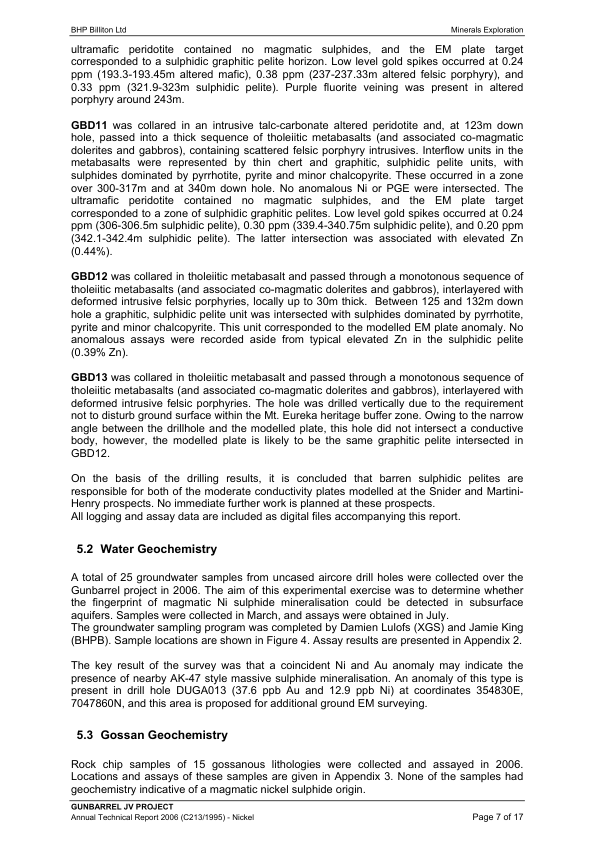 BHP Billiton Ltd Minerals Exploration
ultramafic peridotite contained no magmatic sulphides, and the EM plate target
corresponded to a sulphidic graphitic pelite horizon. Low level gold spikes occurred at 0.24
ppm (193.3-193.45m altered mafic), 0.38 ppm (237-237.33m altered felsic porphyry), and
0.33 ppm (321.9-323m sulphidic pelite). Purple fluorite veining was present in altered
porphyry around 243m.
GBD11 was collared in an intrusive talc-carbonate altered peridotite and, at 123m down
hole, passed into a thick sequence of tholeiitic metabasalts (and associated co-magmatic
dolerites and gabbros), containing scattered felsic porphyry intrusives. Interflow units in the
metabasalts were represented by thin chert and graphitic, sulphidic pelite units, with
sulphides dominated by pyrrhotite, pyrite and minor chalcopyrite. These occurred in a zone
over 300-317m and at 340m down hole. No anomalous Ni or PGE were intersected. The
ultramafic peridotite contained no magmatic sulphides, and the EM plate target
corresponded to a zone of sulphidic graphitic pelites. Low level gold spikes occurred at 0.24
ppm (306-306.5m sulphidic pelite), 0.30 ppm (339.4-340.75m sulphidic pelite), and 0.20 ppm
(342.1-342.4m sulphidic pelite). The latter intersection was associated with elevated Zn
(0.44%).
GBD12 was collared in tholeiitic metabasalt and passed through a monotonous sequence of
tholeiitic metabasalts (and associated co-magmatic dolerites and gabbros), interlayered with
deformed intrusive felsic porphyries, locally up to 30m thick. Between 125 and 132m down
hole a graphitic, sulphidic pelite unit was intersected with sulphides dominated by pyrrhotite,
pyrite and minor chalcopyrite. This unit corresponded to the modelled EM plate anomaly. No
anomalous assays were recorded aside from typical elevated Zn in the sulphidic pelite
(0.39% Zn).
GBD13 was collared in tholeiitic metabasalt and passed through a monotonous sequence of
tholeiitic metabasalts (and associated co-magmatic dolerites and gabbros), interlayered with
deformed intrusive felsic porphyries. The hole was drilled vertically due to the requirement
not to disturb ground surface within the Mt. Eureka heritage buffer zone. Owing to the narrow
angle between the drillhole and the modelled plate, this hole did not intersect a conductive
body, however, the modelled plate is likely to be the same graphitic pelite intersected in
GBD12.
On the basis of the drilling results, it is concluded that barren sulphidic pelites are
responsible for both of the moderate conductivity plates modelled at the Snider and Martini-
Henry prospects. No immediate further work is planned at these prospects.
All logging and assay data are included as digital files accompanying this report.
5.2 Water Geochemistry
A total of 25 groundwater samples from uncased aircore drill holes were collected over the
Gunbarrel project in 2006. The aim of this experimental exercise was to determine whether
the fingerprint of magmatic Ni sulphide mineralisation could be detected in subsurface
aquifers. Samples were collected in March, and assays were obtained in July.
The groundwater sampling program was completed by Damien Lulofs (XGS) and Jamie King
(BHPB). Sample locations are shown in Figure 4. Assay results are presented in Appendix 2.
The key result of the survey was that a coincident Ni and Au anomaly may indicate the
presence of nearby AK-47 style massive sulphide mineralisation. An anomaly of this type is
present in drill hole DUGA013 (37.6 ppb Au and 12.9 ppb Ni) at coordinates 354830E,
7047860N, and this area is proposed for additional ground EM surveying.
5.3 Gossan Geochemistry
Rock chip samples of 15 gossanous lithologies were collected and assayed in 2006.
Locations and assays of these samples are given in Appendix 3. None of the samples had
geochemistry indicative of a magmatic nickel sulphide origin.
GUNBARREL JV PROJECT
Annual Technical Report 2006 (C213/1995) - Nickel Page 7 of 17